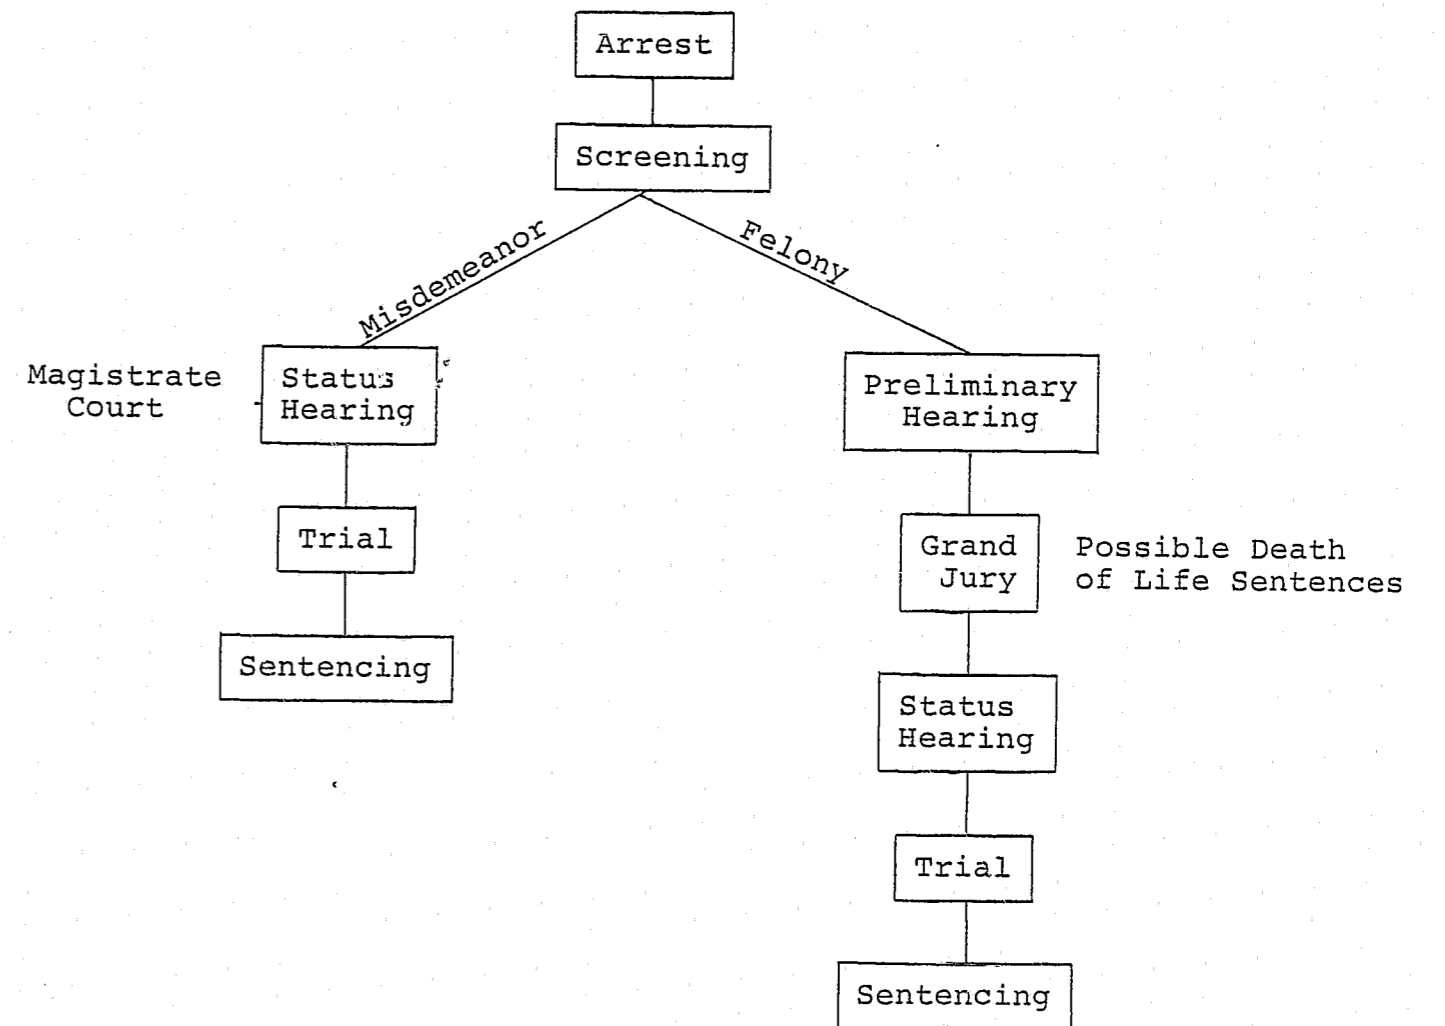 Arrest
Screening
Misdemeanor
Felony
Magistrate
Court
Status
Hearing
Trial
Sentencing
Preliminary
Hearing
Grand
Jury
Possible Death
of Life Sentences
Status
Hearing
Trial
Sentencing